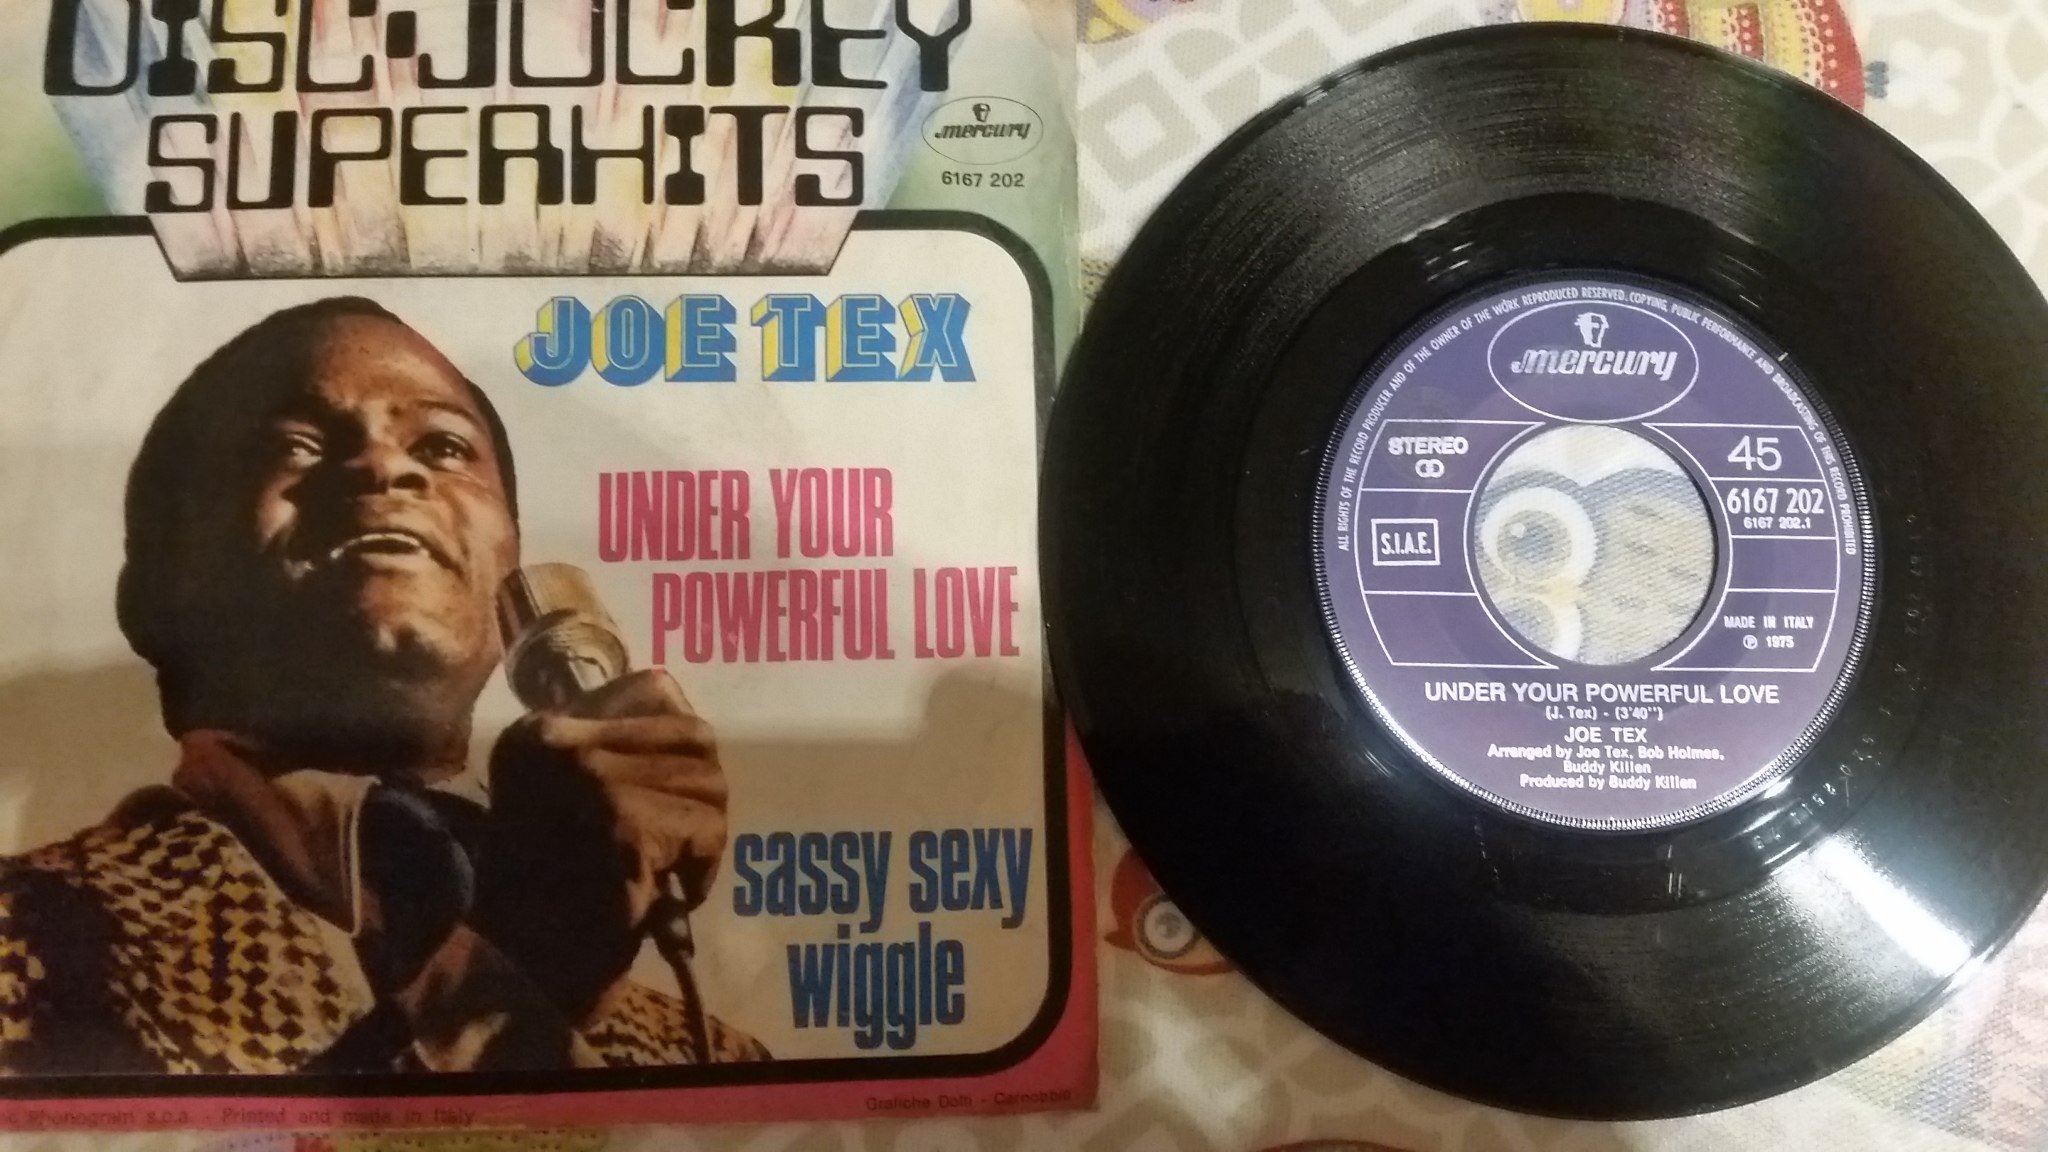 DISC-JOCKEY
SUPERHITS
mercury
6167 202
JOE TEX
UNDER YOUR
POWERFUL LOVE
sassy sexy
wiggle
Phonogram s.p.a. - Printed and made in Italy
Grafiche Dotti - Cernobbio
ALL RIGHTS OF THE RECORD PRODUCER AND OF THE OWNER OF THE WORK REPRODUCED RESERVED. COPYING, PUBLIC PERFORMANCE AND BROADCASTING OF THIS RECORD PROHIBITED
mercury
STEREO
45
6167 202
6167 202.1
S.I.A.E.
MADE IN ITALY
℗ 1975
UNDER YOUR POWERFUL LOVE
(J. Tex) - (3'40'')
JOE TEX
Arranged by Joe Tex, Bob Holmes,
Buddy Killen
Produced by Buddy Killen